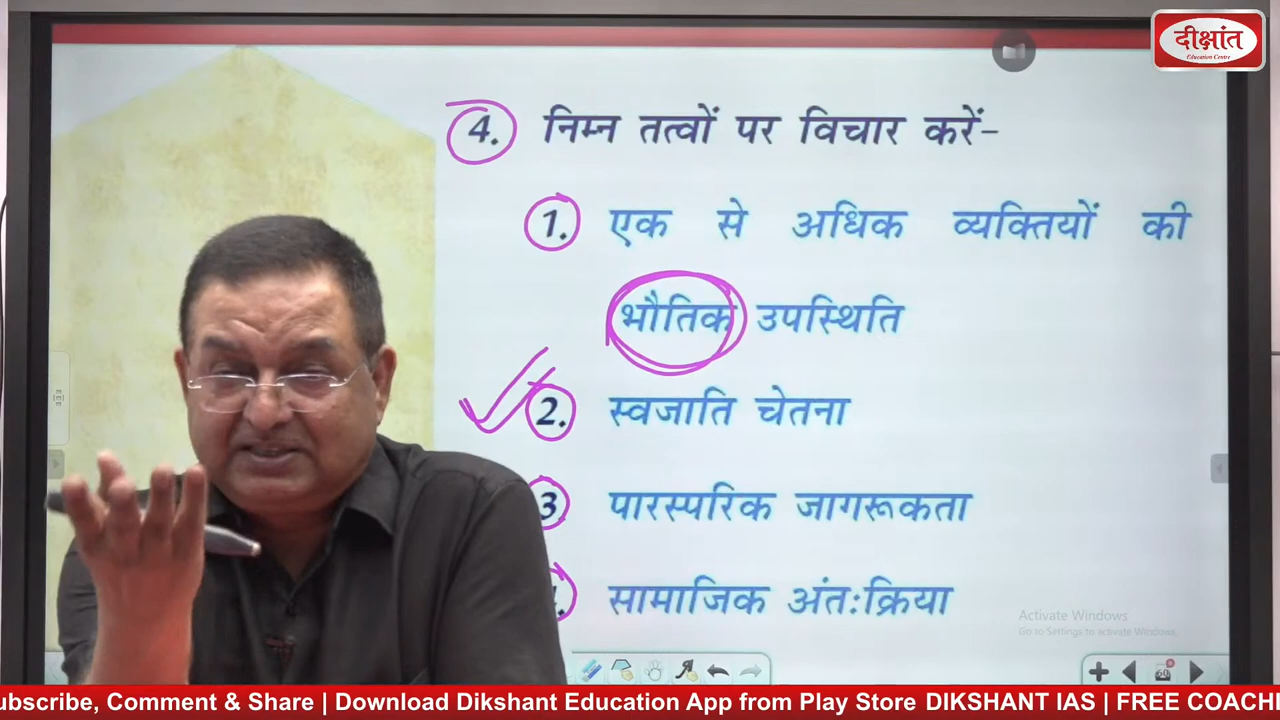 दीक्षांत
Education Centre
4. निम्न तत्वों पर विचार करें-
1. एक से अधिक व्यक्तियों की
भौतिक उपस्थिति
2. स्वजाति चेतना
3 पारस्परिक जागरूकता
सामाजिक अंतःक्रिया
Activate Windows
Go to Settings to activate Windows.
ubscribe, Comment & Share | Download Dikshant Education App from Play Store DIKSHANT IAS | FREE COACHI